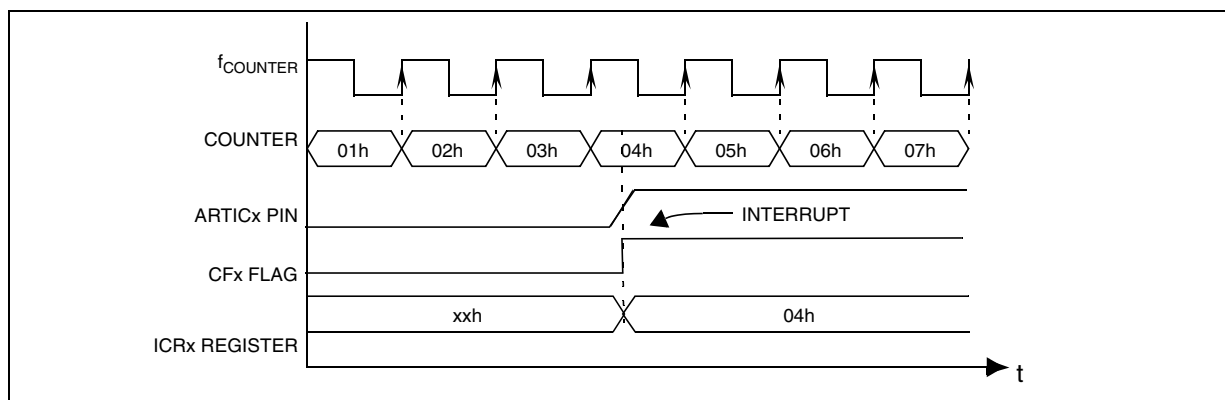 fCOUNTER
COUNTER
01h 02h 03h 04h 05h 06h 07h
ARTICx PIN
INTERRUPT
CFx FLAG
xxh 04h
ICRx REGISTER
t